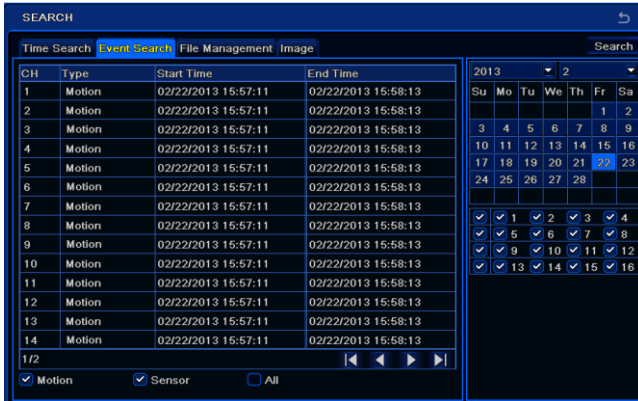 SEARCH
Time Search Event Search File Management Image Search
CH Type Start Time End Time
1 Motion 02/22/2013 15:57:11 02/22/2013 15:58:13
2 Motion 02/22/2013 15:57:11 02/22/2013 15:58:13
3 Motion 02/22/2013 15:57:11 02/22/2013 15:58:13
4 Motion 02/22/2013 15:57:11 02/22/2013 15:58:13
5 Motion 02/22/2013 15:57:11 02/22/2013 15:58:13
6 Motion 02/22/2013 15:57:11 02/22/2013 15:58:13
7 Motion 02/22/2013 15:57:11 02/22/2013 15:58:13
8 Motion 02/22/2013 15:57:11 02/22/2013 15:58:13
9 Motion 02/22/2013 15:57:11 02/22/2013 15:58:13
10 Motion 02/22/2013 15:57:11 02/22/2013 15:58:13
11 Motion 02/22/2013 15:57:11 02/22/2013 15:58:13
12 Motion 02/22/2013 15:57:11 02/22/2013 15:58:13
13 Motion 02/22/2013 15:57:11 02/22/2013 15:58:13
14 Motion 02/22/2013 15:57:11 02/22/2013 15:58:13
1/2
Motion Sensor All
2013 2
Su Mo Tu We Th Fr Sa
1 2
3 4 5 6 7 8 9
10 11 12 13 14 15 16
17 18 19 20 21 22 23
24 25 26 27 28
1 2 3 4
5 6 7 8
9 10 11 12
13 14 15 16